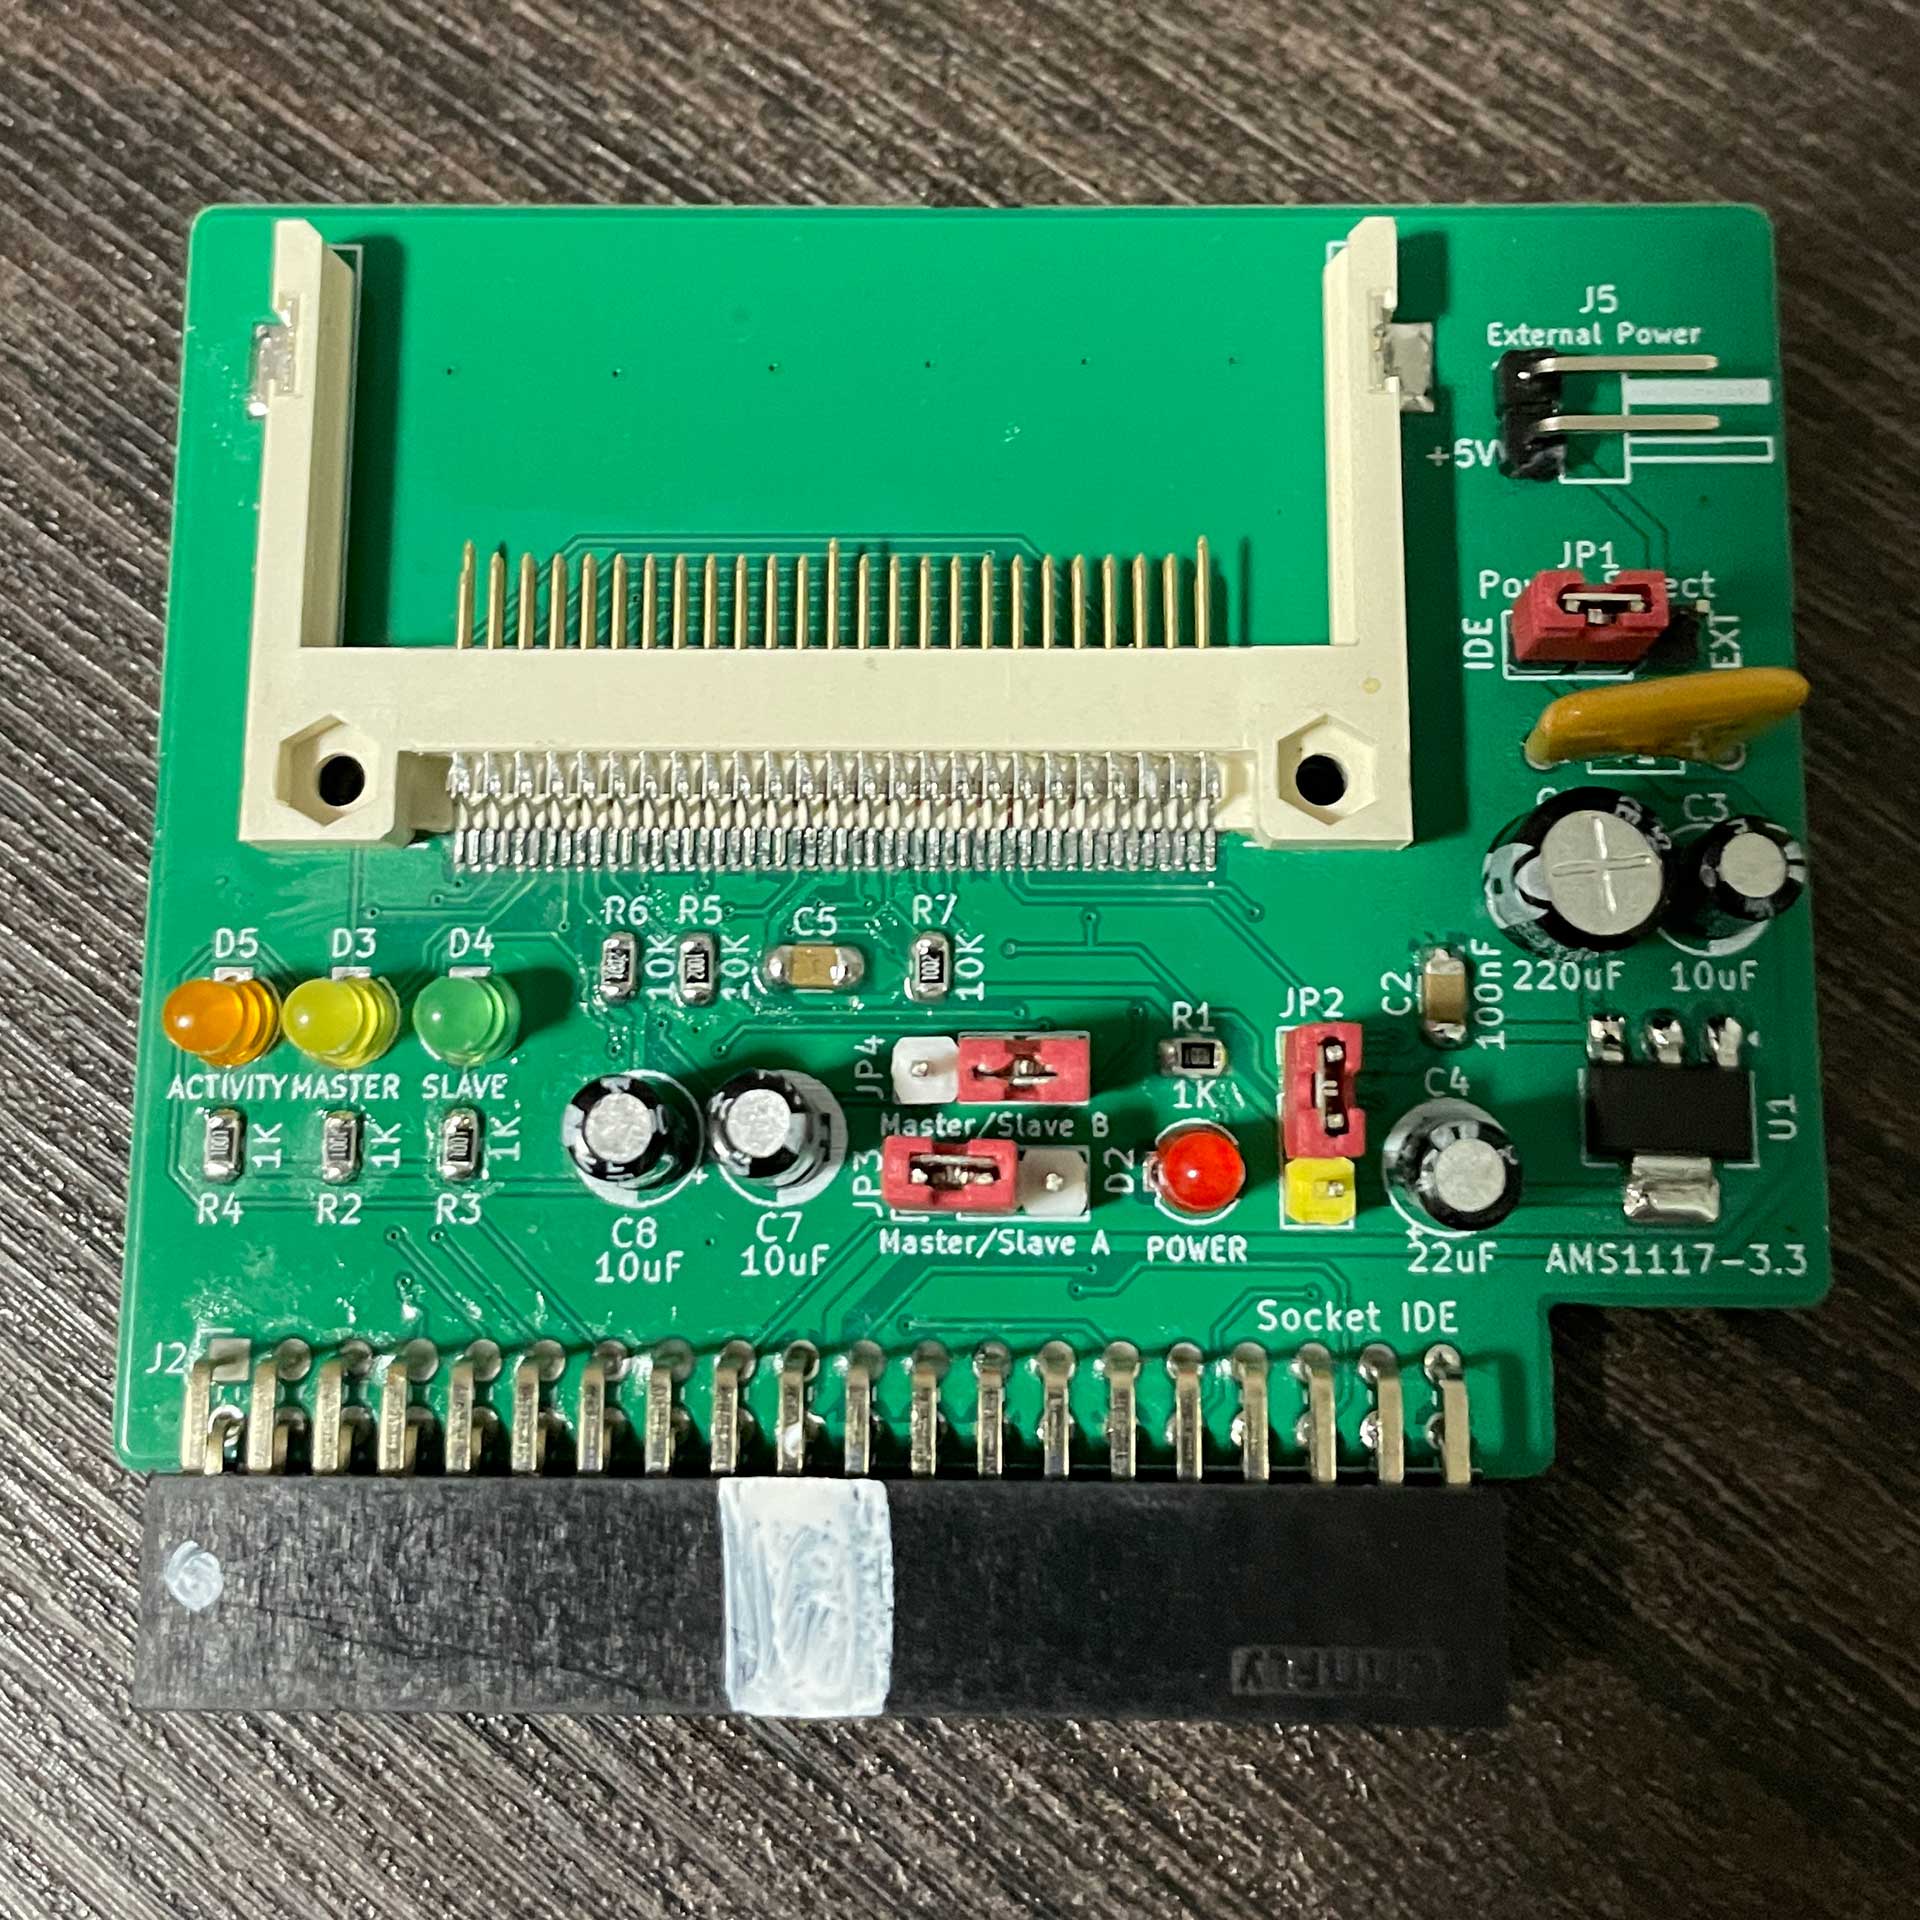 J5
External Power
+5V
JP1
IDE
EXT
C3
220uF
10uF
R6
R5
C5
R7
10K
10K
10K
D5
D3
D4
C2
100nF
JP2
R1
1K
JP4
ACTIVITY
MASTER
SLAVE
Master/Slave B
C4
U1
1K
1K
1K
R4
R2
R3
JP3
D2
C8
10uF
C7
10uF
Master/Slave A
POWER
22uF
AMS1117-3.3
Socket IDE
J2